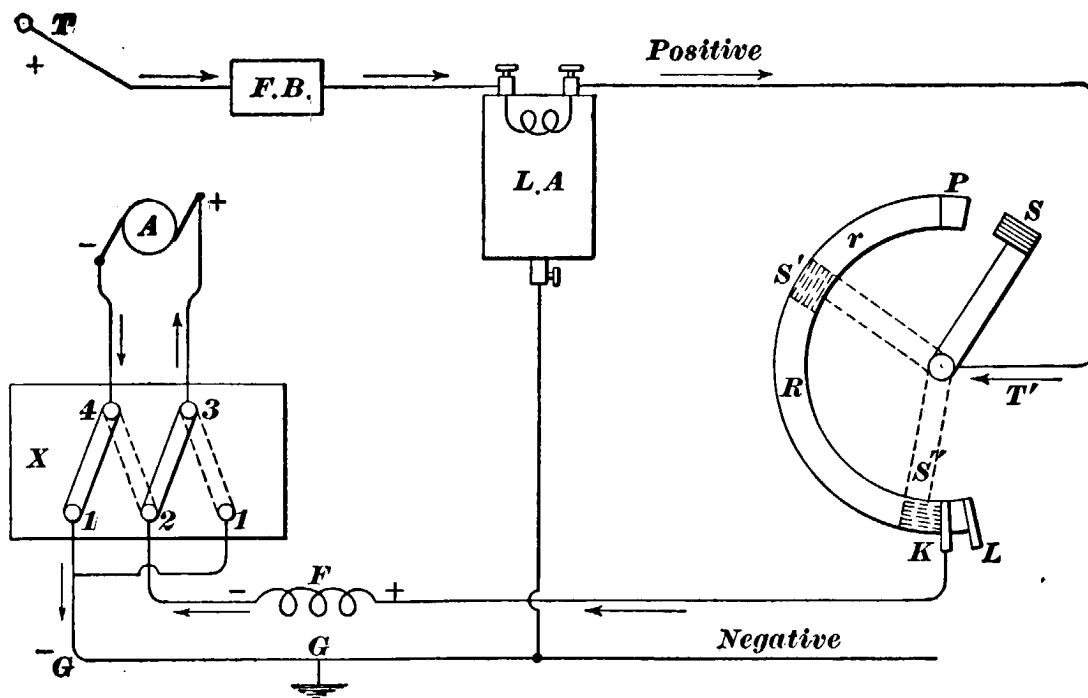 T
+
F.B.
Positive
L.A
A
+
-
P
S
r
S'
R
T'
S"
K
L
4
3
X
1
2
1
F
-
+
G
-G
Negative